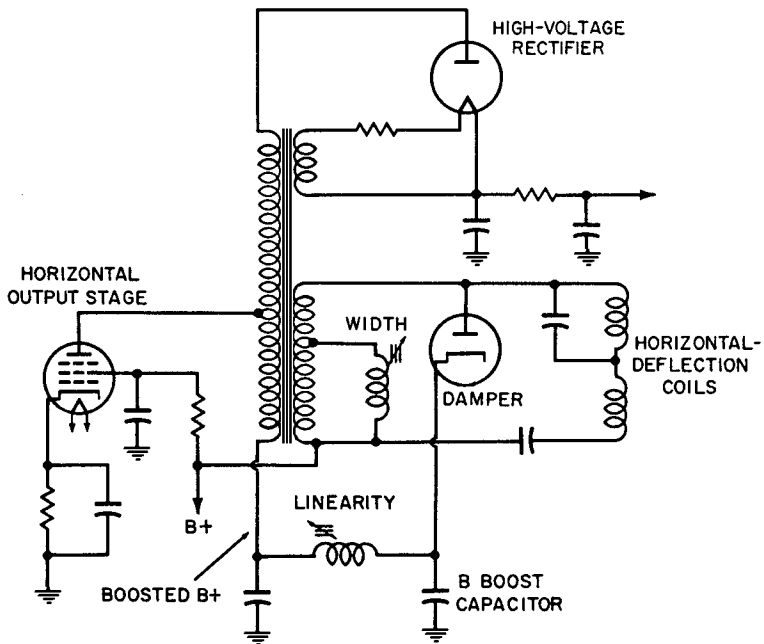 HIGH-VOLTAGE
RECTIFIER
HORIZONTAL
OUTPUT STAGE
WIDTH
HORIZONTAL-
DEFLECTION
COILS
DAMPER
B+
LINEARITY
BOOSTED B+
B BOOST
CAPACITOR